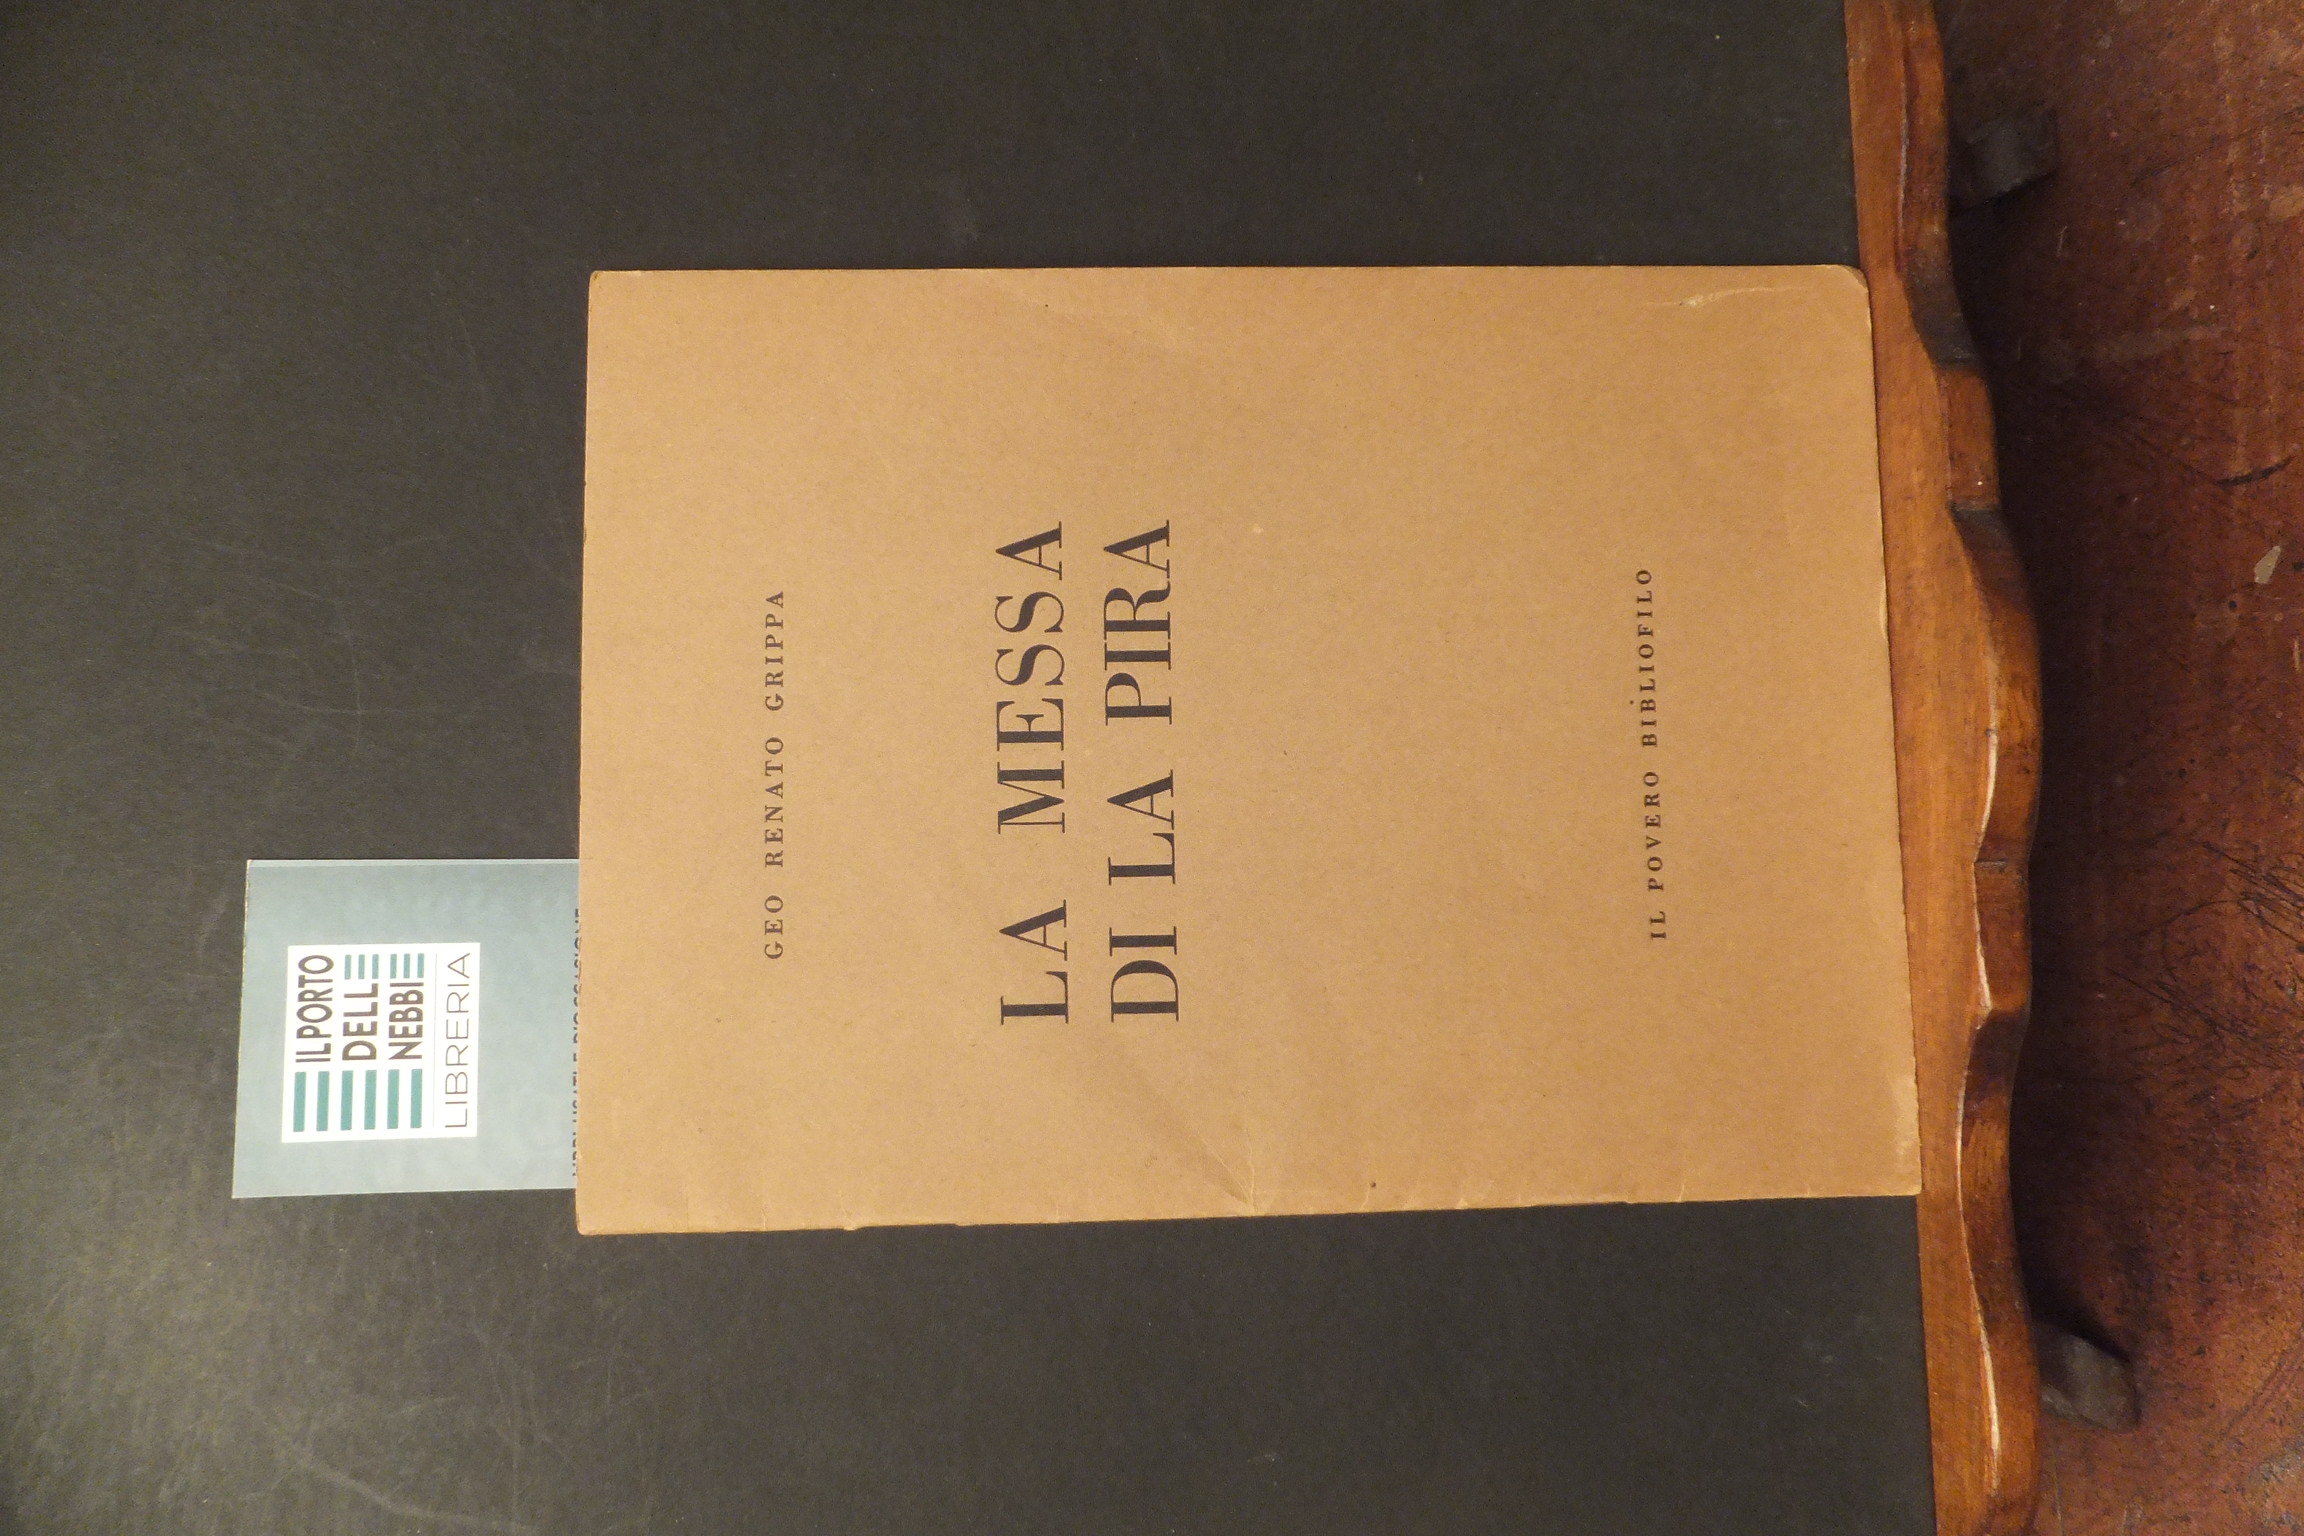 IL PORTO
DELLE
NEBBIE
LIBRERIA
GEO RENATO GRIPPA
LA MESSA
DI LA PIRA
IL POVERO BIBLIOFILO